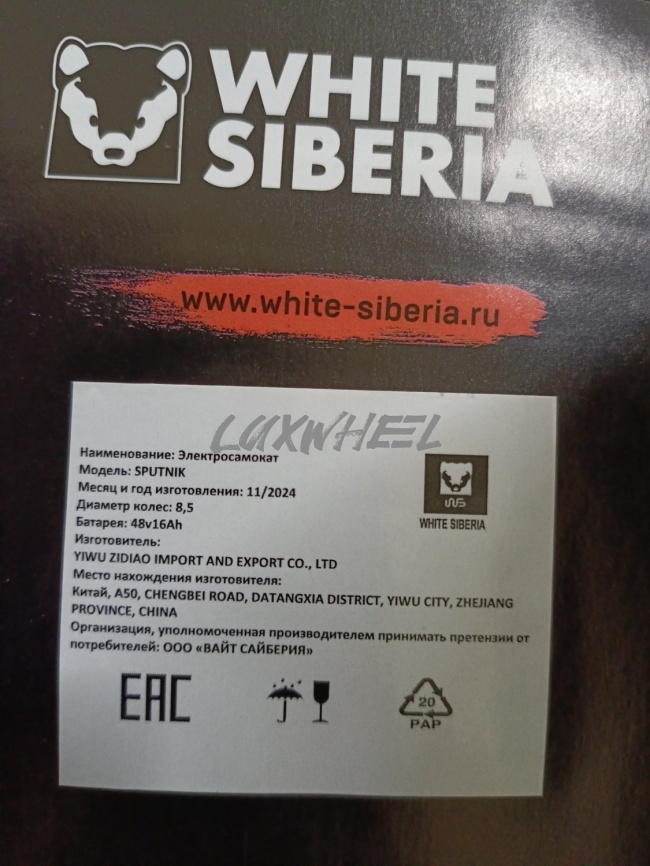 WHITE
SIBERIA
www.white-siberia.ru
LUXWHEEL
Наименование: Электросамокат
Модель: SPUTNIK
Месяц и год изготовления: 11/2024
Диаметр колес: 8,5
Батарея: 48v16Ah
Изготовитель:
YIWU ZIDIAO IMPORT AND EXPORT CO., LTD
Место нахождения изготовителя:
Китай, A50, CHENGBEI ROAD, DATANGXIA DISTRICT, YIWU CITY, ZHEJIANG
PROVINCE, CHINA
Организация, уполномоченная производителем принимать претензии от
потребителей: ООО «ВАЙТ САЙБЕРИЯ»
WS
WHITE SIBERIA
EAC
20
PAP